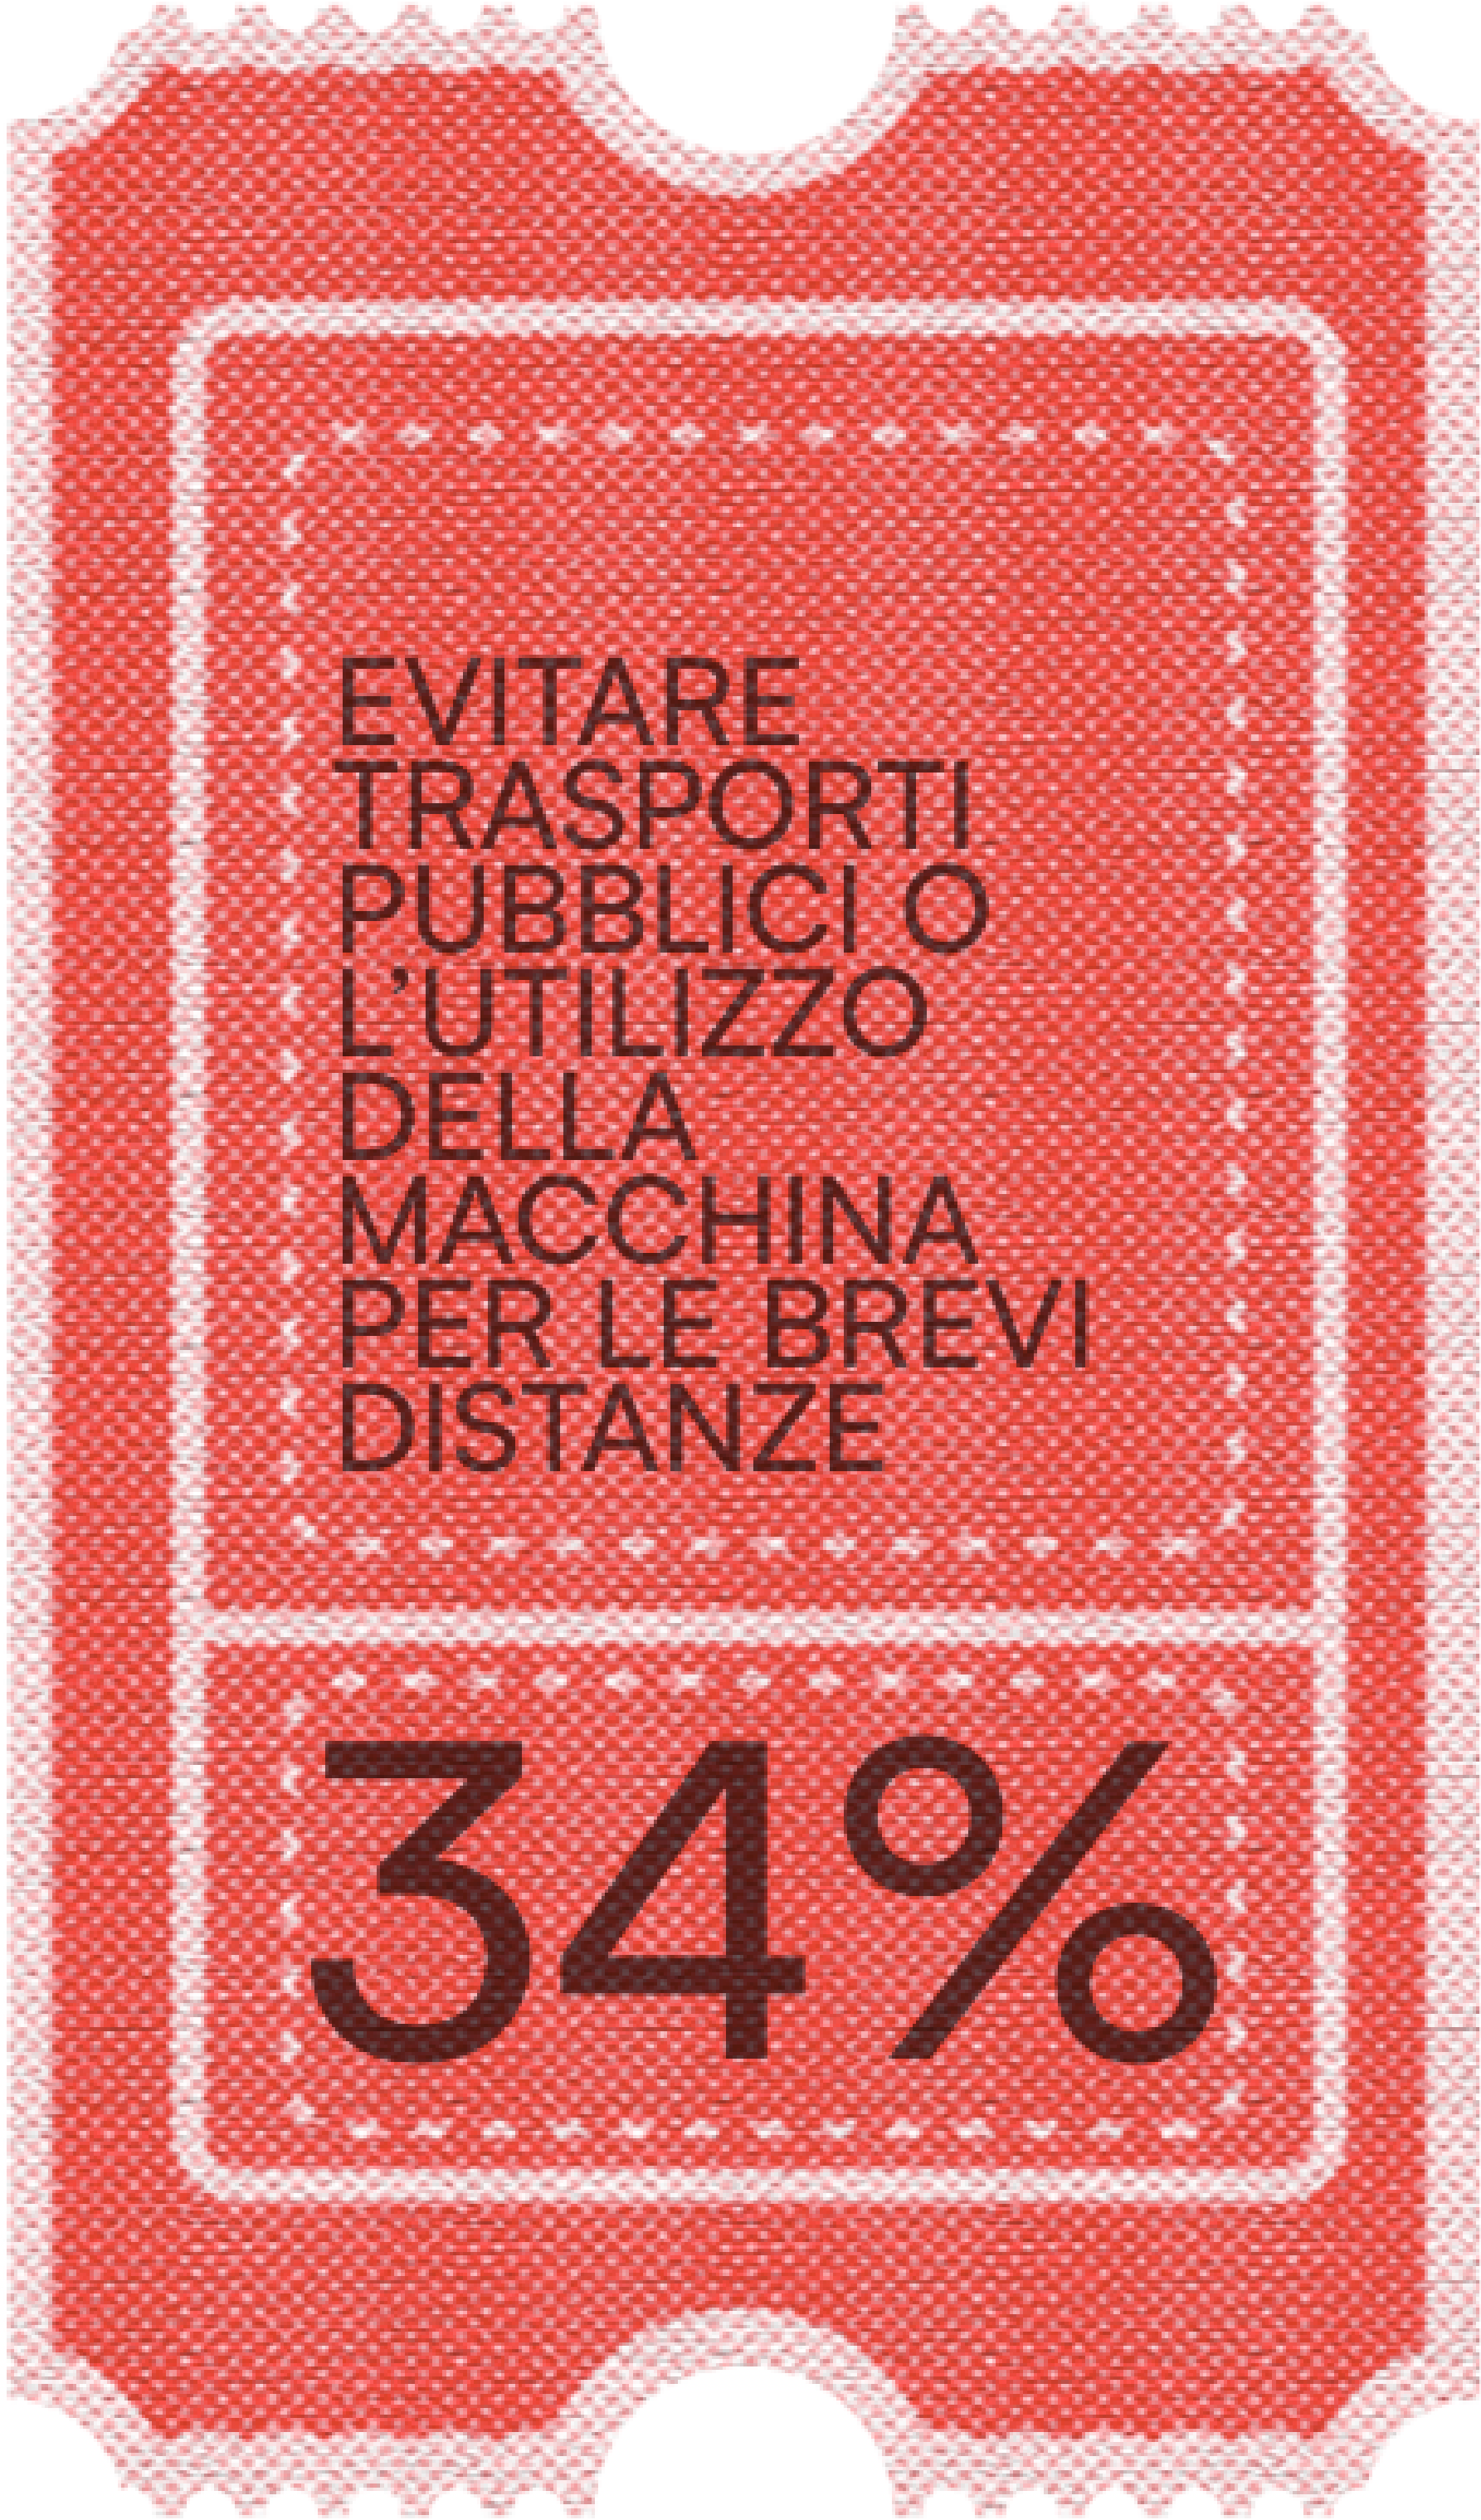 EVITARE
TRASPORTI
PUBBLICI O
L’UTILIZZO
DELLA
MACCHINA
PER LE BREVI
DISTANZE
34%